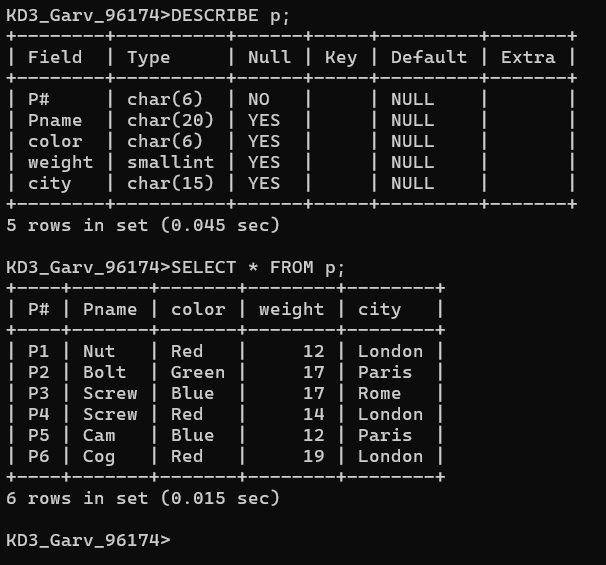 KD3_Garv_96174>DESCRIBE p;
+--------+----------+------+-----+---------+-------+
| Field  | Type     | Null | Key | Default | Extra |
+--------+----------+------+-----+---------+-------+
| P#     | char(6)  | NO   |     | NULL    |       |
| Pname  | char(20) | YES  |     | NULL    |       |
| color  | char(6)  | YES  |     | NULL    |       |
| weight | smallint | YES  |     | NULL    |       |
| city   | char(15) | YES  |     | NULL    |       |
+--------+----------+------+-----+---------+-------+
5 rows in set (0.045 sec)

KD3_Garv_96174>SELECT * FROM p;
+----+-------+-------+--------+--------+
| P# | Pname | color | weight | city   |
+----+-------+-------+--------+--------+
| P1 | Nut   | Red   |     12 | London |
| P2 | Bolt  | Green |     17 | Paris  |
| P3 | Screw | Blue  |     17 | Rome   |
| P4 | Screw | Red   |     14 | London |
| P5 | Cam   | Blue  |     12 | Paris  |
| P6 | Cog   | Red   |     19 | London |
+----+-------+-------+--------+--------+
6 rows in set (0.015 sec)

KD3_Garv_96174>